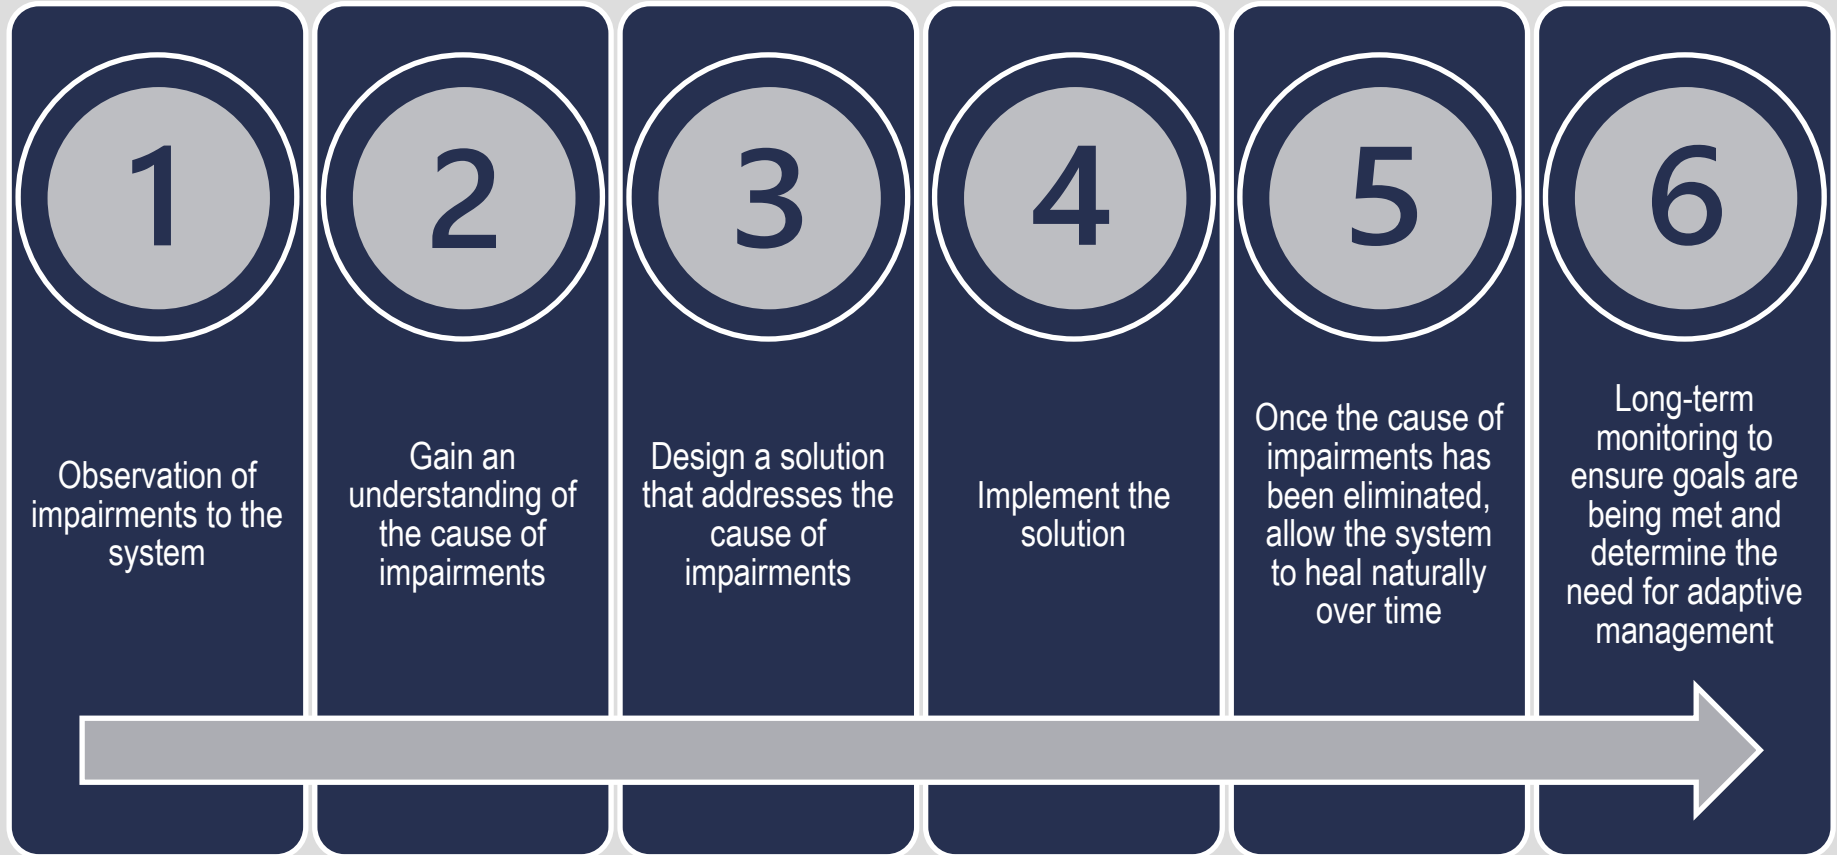 1
Observation of
impairments to the
system
2
Gain an
understanding of
the cause of
impairments
3
Design a solution
that addresses the
cause of
impairments
4
Implement the
solution
5
Once the cause of
impairments has
been eliminated,
allow the system
to heal naturally
over time
6
Long-term
monitoring to
ensure goals are
being met and
determine the
need for adaptive
management